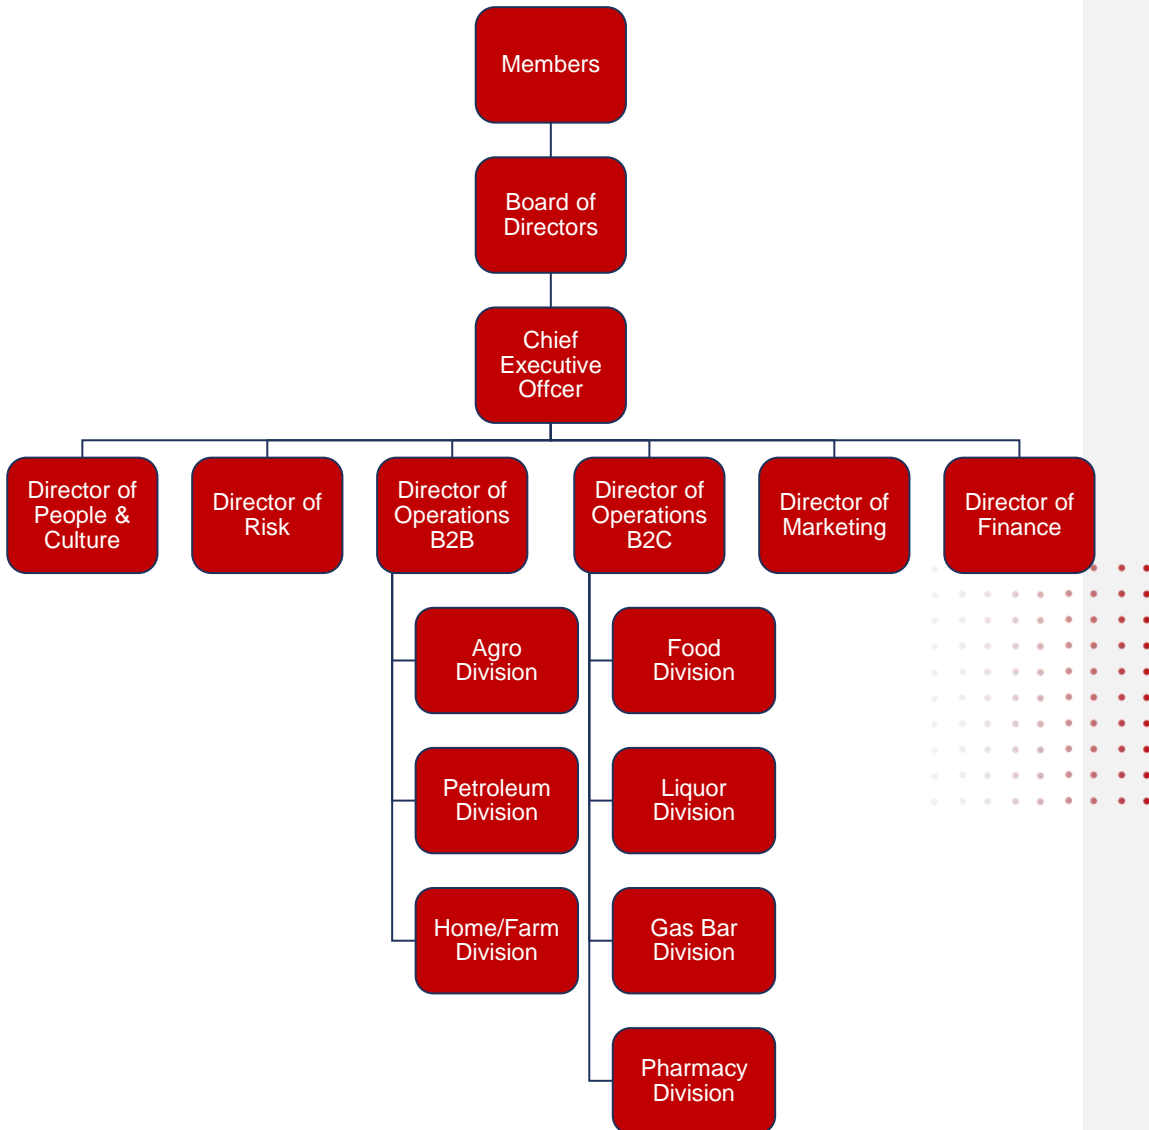 Members
Board of
Directors
Chief
Executive
Offcer
Director of
People &
Culture
Director of
Risk
Director of
Operations
B2B
Director of
Operations
B2C
Director of
Marketing
Director of
Finance
Agro
Division
Food
Division
Petroleum
Division
Liquor
Division
Home/Farm
Division
Gas Bar
Division
Pharmacy
Division